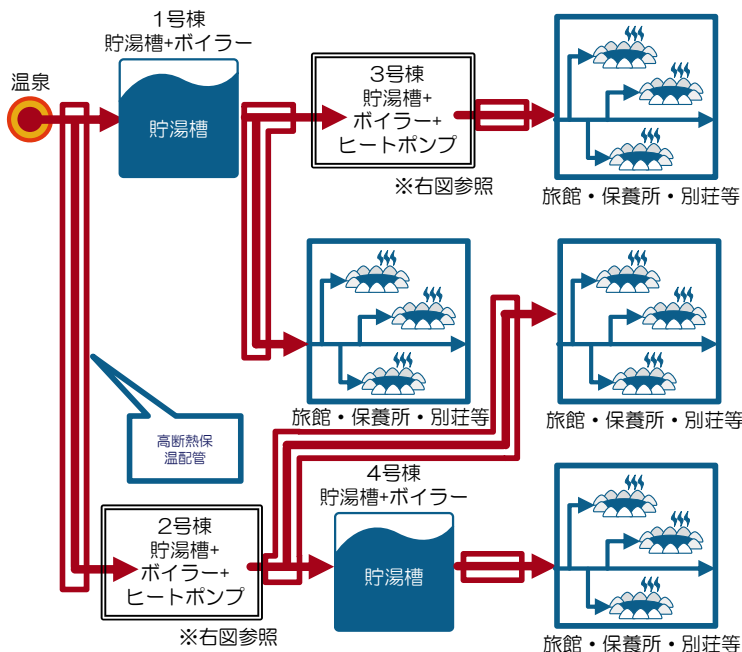 1号棟
貯湯槽+ボイラー
温泉
貯湯槽
3号棟
貯湯槽+
ボイラー+
ヒートポンプ
※右図参照
旅館・保養所・別荘等
旅館・保養所・別荘等
旅館・保養所・別荘等
高断熱保
温配管
4号棟
貯湯槽+ボイラー
2号棟
貯湯槽+
ボイラー+
ヒートポンプ
※右図参照
貯湯槽
旅館・保養所・別荘等